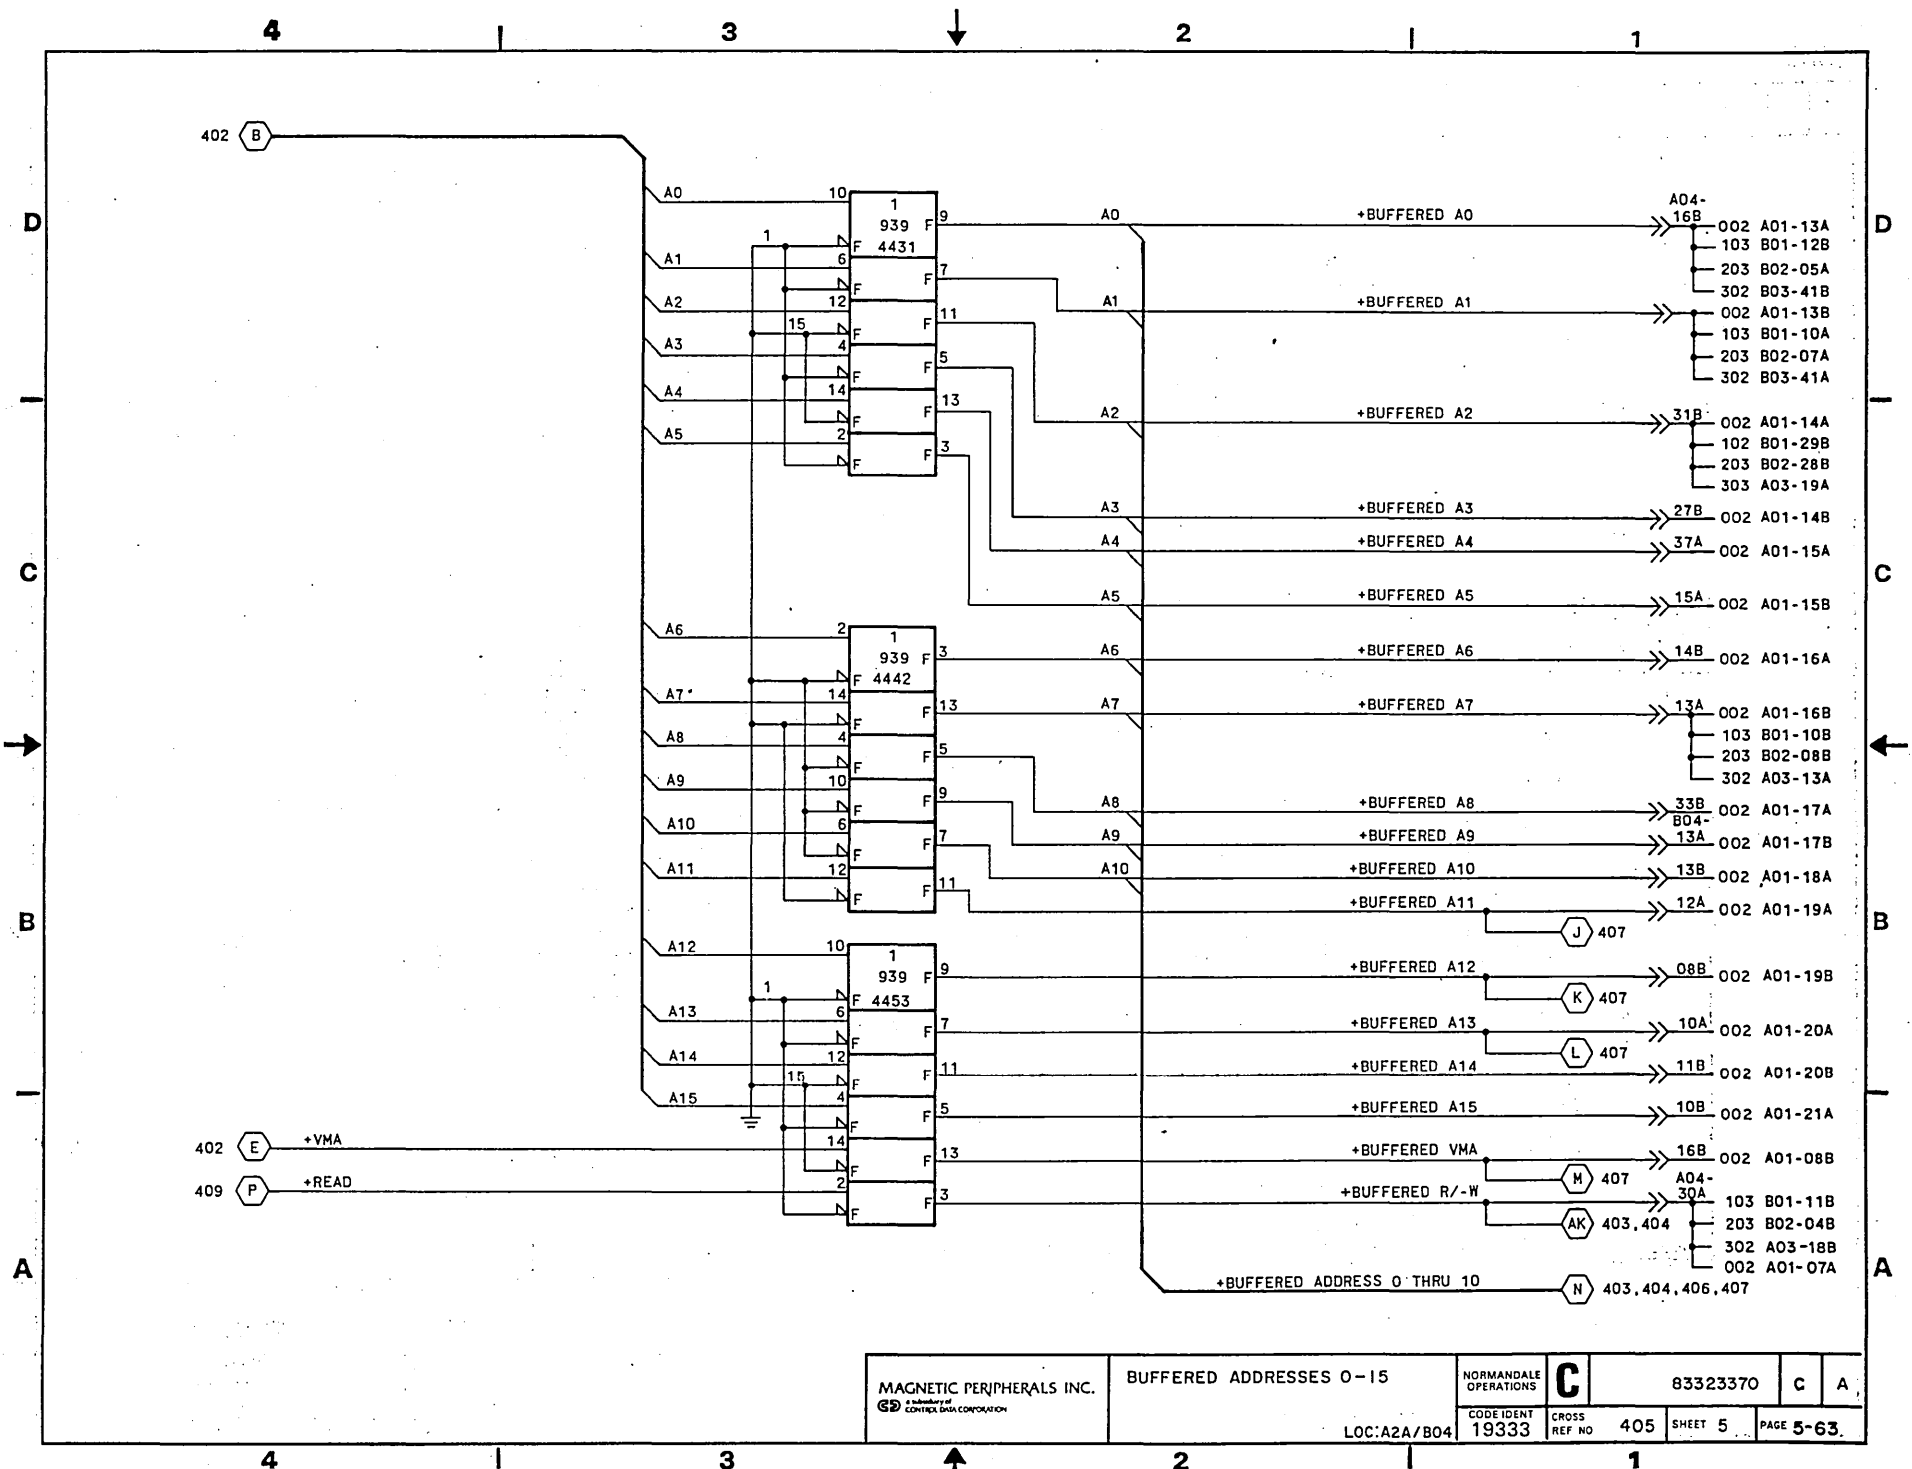 4 3 2 1
402 B
D D
A0 10 1 939 F 9 A0 +BUFFERED A0 A04-16B 002 A01-13A
103 B01-12B
203 B02-05A
302 B03-41B
1 F 4431
A1 6 F 7 A1 +BUFFERED A1 002 A01-13B
103 B01-10A
203 B02-07A
302 B03-41A
F
A2 12 F 11 A2 +BUFFERED A2 31B 002 A01-14A
102 B01-29B
203 B02-28B
303 A03-19A
15 F
A3 4 F 5 A3 +BUFFERED A3 27B 002 A01-14B
F
A4 14 F 13 A4 +BUFFERED A4 37A 002 A01-15A
F
A5 2 F 3 A5 +BUFFERED A5 15A 002 A01-15B
F
C C
A6 2 1 939 F 3 A6 +BUFFERED A6 14B 002 A01-16A
F 4442
A7 14 F 13 A7 +BUFFERED A7 13A 002 A01-16B
103 B01-10B
203 B02-08B
302 A03-13A
F
A8 4 F 5 A8 +BUFFERED A8 33B 002 A01-17A
F
A9 10 F 9 A9 +BUFFERED A9 B04-13A 002 A01-17B
F
A10 6 F 7 A10 +BUFFERED A10 13B 002 A01-18A
F
A11 12 F 11 +BUFFERED A11 12A 002 A01-19A
J 407
F
B B
A12 10 1 939 F 9 +BUFFERED A12 08B 002 A01-19B
K 407
1 F 4453
A13 6 F 7 +BUFFERED A13 10A 002 A01-20A
L 407
F
A14 12 F 11 +BUFFERED A14 11B 002 A01-20B
15 F
A15 4 F 5 +BUFFERED A15 10B 002 A01-21A
F
402 E +VMA 14 F 13 +BUFFERED VMA 16B 002 A01-08B
M 407
F
409 P +READ 2 F 3 +BUFFERED R/-W A04-30A 103 B01-11B
AK 403,404 203 B02-04B
302 A03-18B
002 A01-07A
F
A A
+BUFFERED ADDRESS 0 THRU 10 N 403,404,406,407
MAGNETIC PERIPHERALS INC.
a subsidiary of
CONTROL DATA CORPORATION
BUFFERED ADDRESSES 0-15
LOC:A2A/B04
NORMANDALE
OPERATIONS
C 83323370 C A
CODE IDENT
19333
CROSS
REF NO 405 SHEET 5 PAGE 5-63.
4 3 2 1